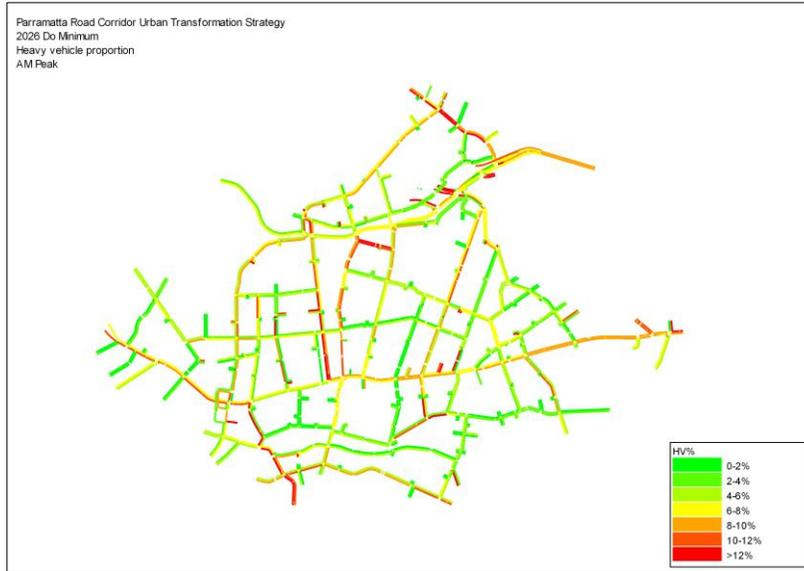 Parramatta Road Corridor Urban Transformation Strategy
2026 Do Minimum
Heavy vehicle proportion
AM Peak
HV%
0-2%
2-4%
4-6%
6-8%
8-10%
10-12%
>12%